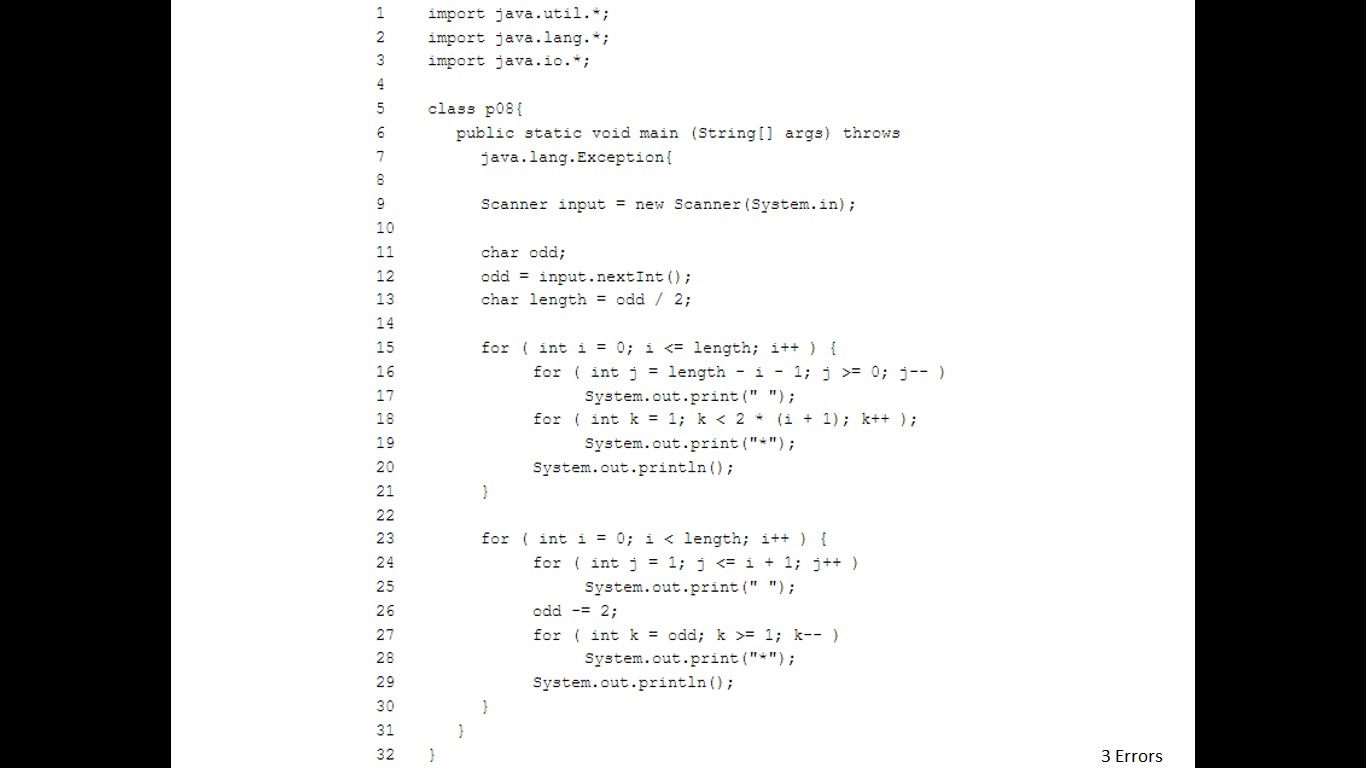 1 import java.util.*;
2 import java.lang.*;
3 import java.io.*;
4
5 class p08{
6 public static void main (String[] args) throws
7 java.lang.Exception{
8
9 Scanner input = new Scanner(System.in);
10
11 char odd;
12 odd = input.nextInt();
13 char length = odd / 2;
14
15 for ( int i = 0; i <= length; i++ ) {
16 for ( int j = length - i - 1; j >= 0; j-- )
17 System.out.print(" ");
18 for ( int k = 1; k < 2 * (i + 1); k++ );
19 System.out.print("*");
20 System.out.println();
21 }
22
23 for ( int i = 0; i < length; i++ ) {
24 for ( int j = 1; j <= i + 1; j++ )
25 System.out.print(" ");
26 odd -= 2;
27 for ( int k = odd; k >= 1; k-- )
28 System.out.print("*");
29 System.out.println();
30 }
31 }
32 }
3 Errors